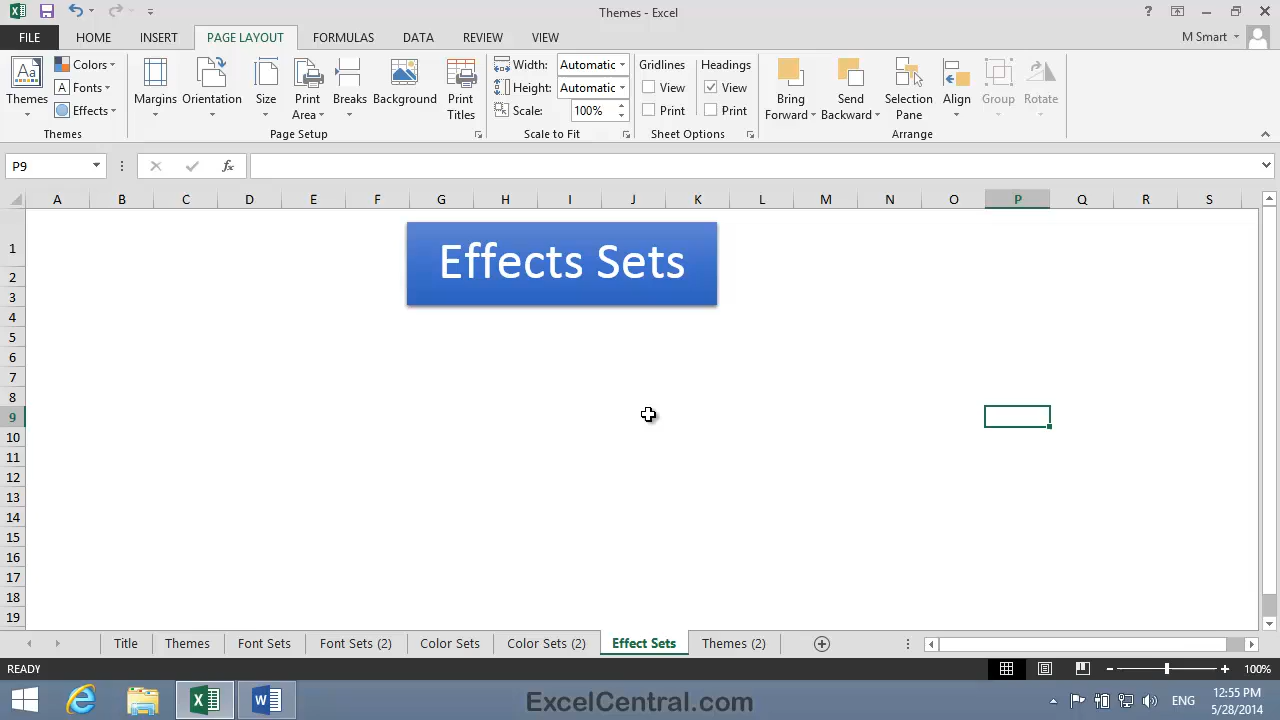 Themes - Excel
FILE HOME INSERT PAGE LAYOUT FORMULAS DATA REVIEW VIEW M Smart
Colors Width: Automatic Gridlines Headings
Fonts Height: Automatic View View
Effects Scale: 100% Print Print
Themes Margins Orientation Size Print Area Breaks Background Print Titles Bring Forward Send Backward Selection Pane Align Group Rotate
Themes Page Setup Scale to Fit Sheet Options Arrange
P9 fx
A B C D E F G H I J K L M N O P Q R S
1
Effects Sets
2
3
4
5
6
7
8
9
10
11
12
13
14
15
16
17
18
19
Title Themes Font Sets Font Sets (2) Color Sets Color Sets (2) Effect Sets Themes (2)
READY 100%
ExcelCentral.com ENG 12:55 PM
5/28/2014